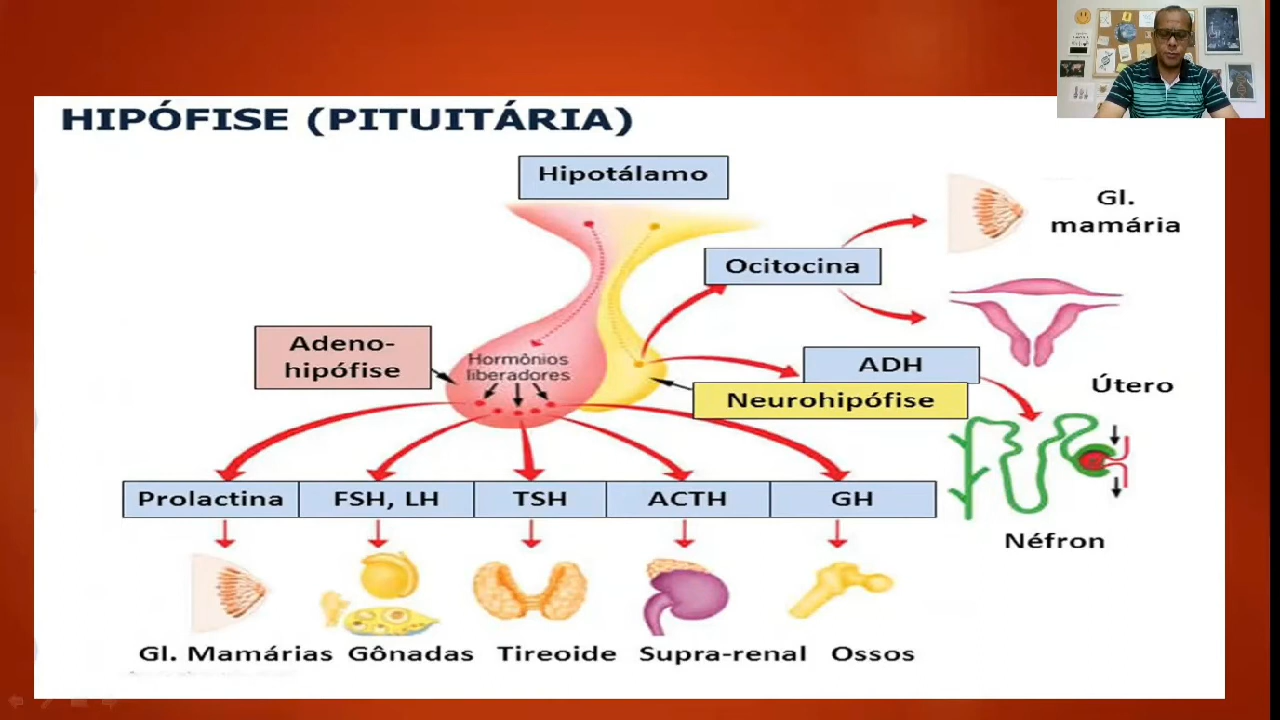 HIPÓFISE (PITUITÁRIA)
Hipotálamo
Gl.
mamária
Ocitocina
Adeno-
hipófise
Hormônios
liberadores
ADH
Neurohipófise
Útero
Prolactina
FSH, LH
TSH
ACTH
GH
Néfron
Gl. Mamárias
Gônadas
Tireoide
Supra-renal
Ossos